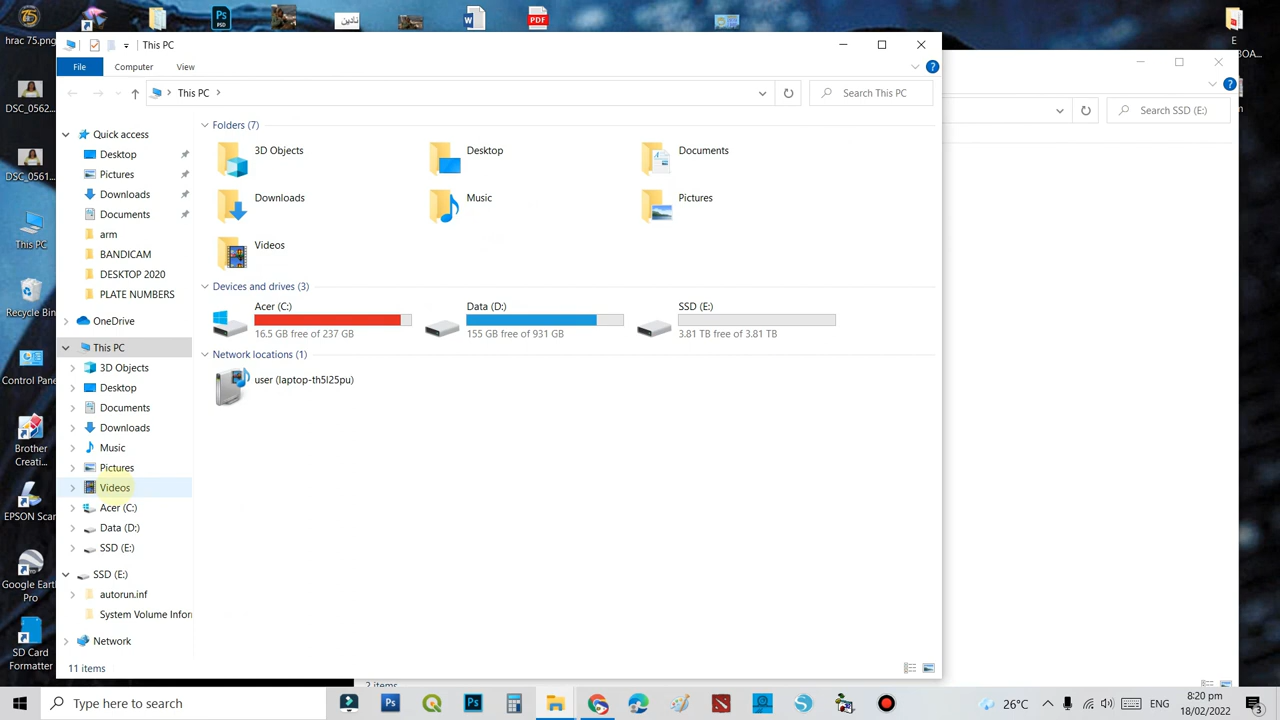 hrac 75.png
DSC_0562...
DSC_0561...
This PC
Recycle Bin
Control Panel
Brother
Creati...
EPSON Scan
Google Earth
Pro
SD Card
Formatter
نادين
PDF
E
This PC
File
Computer
View
This PC
Search This PC
Quick access
Desktop
Pictures
Downloads
Documents
arm
BANDICAM
DESKTOP 2020
PLATE NUMBERS
OneDrive
This PC
3D Objects
Desktop
Documents
Downloads
Music
Pictures
Videos
Acer (C:)
Data (D:)
SSD (E:)
SSD (E:)
autorun.inf
System Volume Infor
Network
Folders (7)
3D Objects
Desktop
Documents
Downloads
Music
Pictures
Videos
Devices and drives (3)
Acer (C:)
16.5 GB free of 237 GB
Data (D:)
155 GB free of 931 GB
SSD (E:)
3.81 TB free of 3.81 TB
Network locations (1)
user (laptop-th5l25pu)
11 items
Search SSD (E:)
2 items
Type here to search
26°C
ENG
8:20 pm
18/02/2022
3